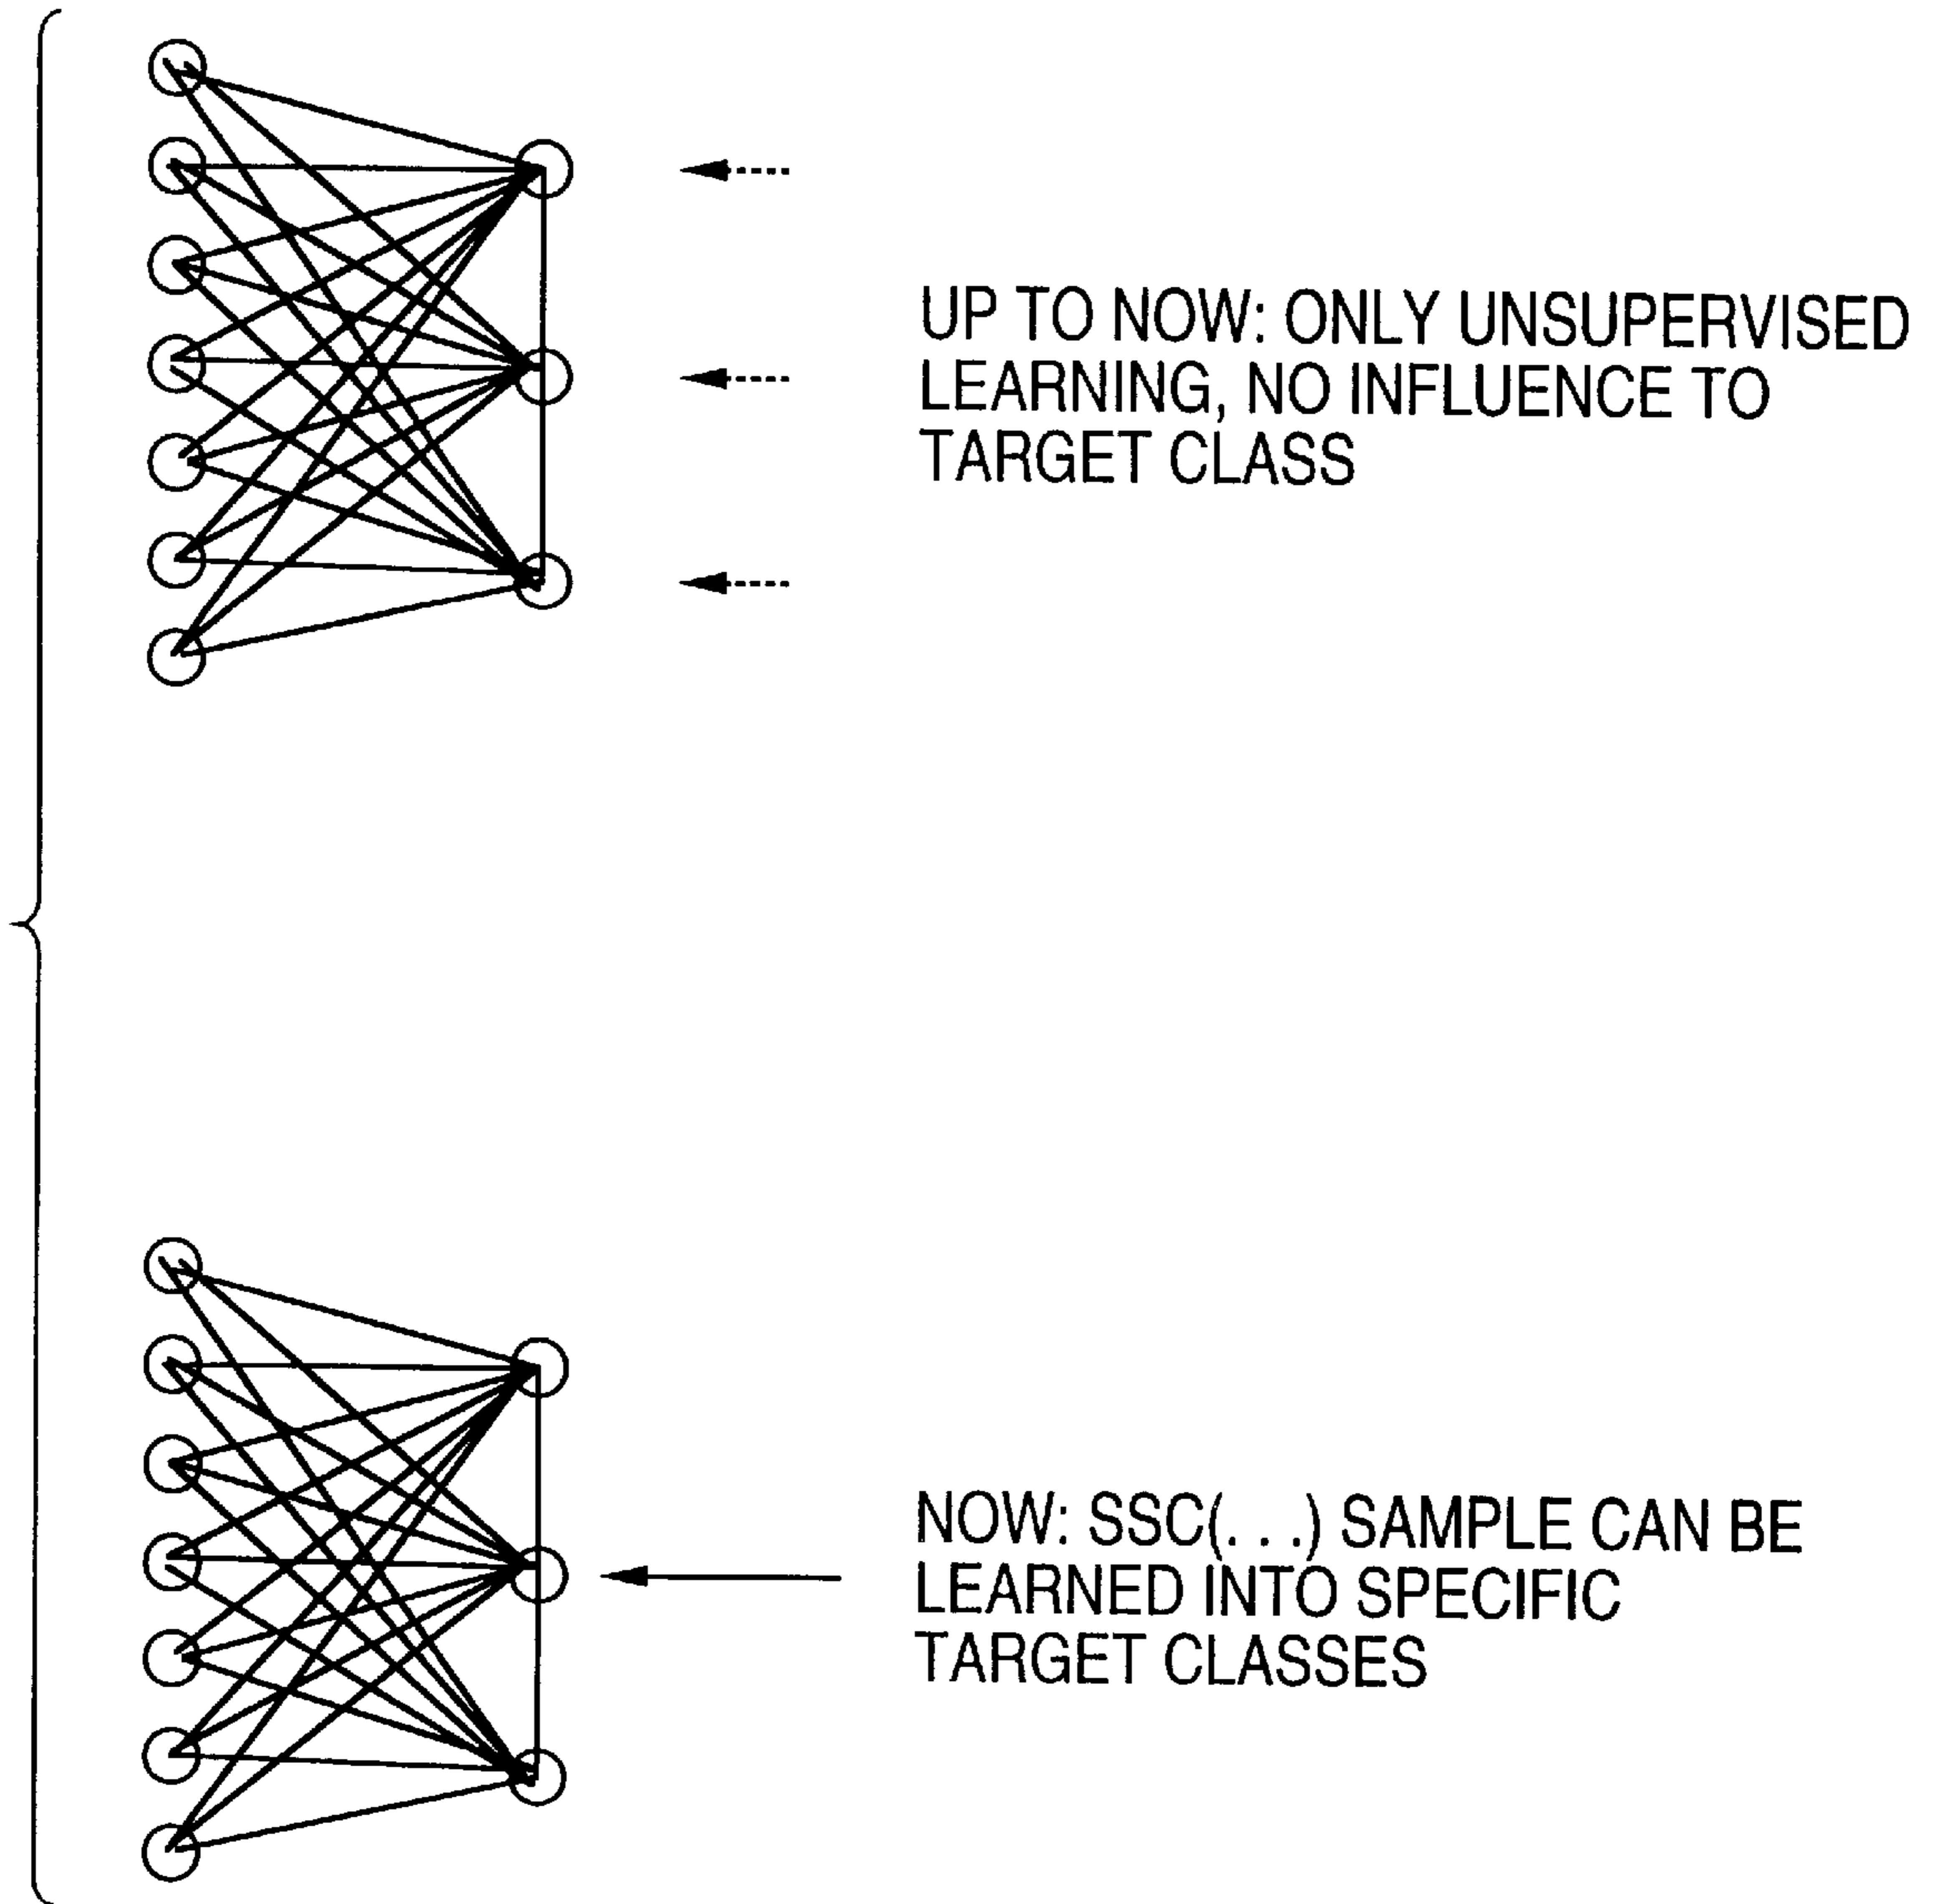 UP TO NOW: ONLY UNSUPERVISED
LEARNING, NO INFLUENCE TO
TARGET CLASS
NOW: SSC(. . .) SAMPLE CAN BE
LEARNED INTO SPECIFIC
TARGET CLASSES